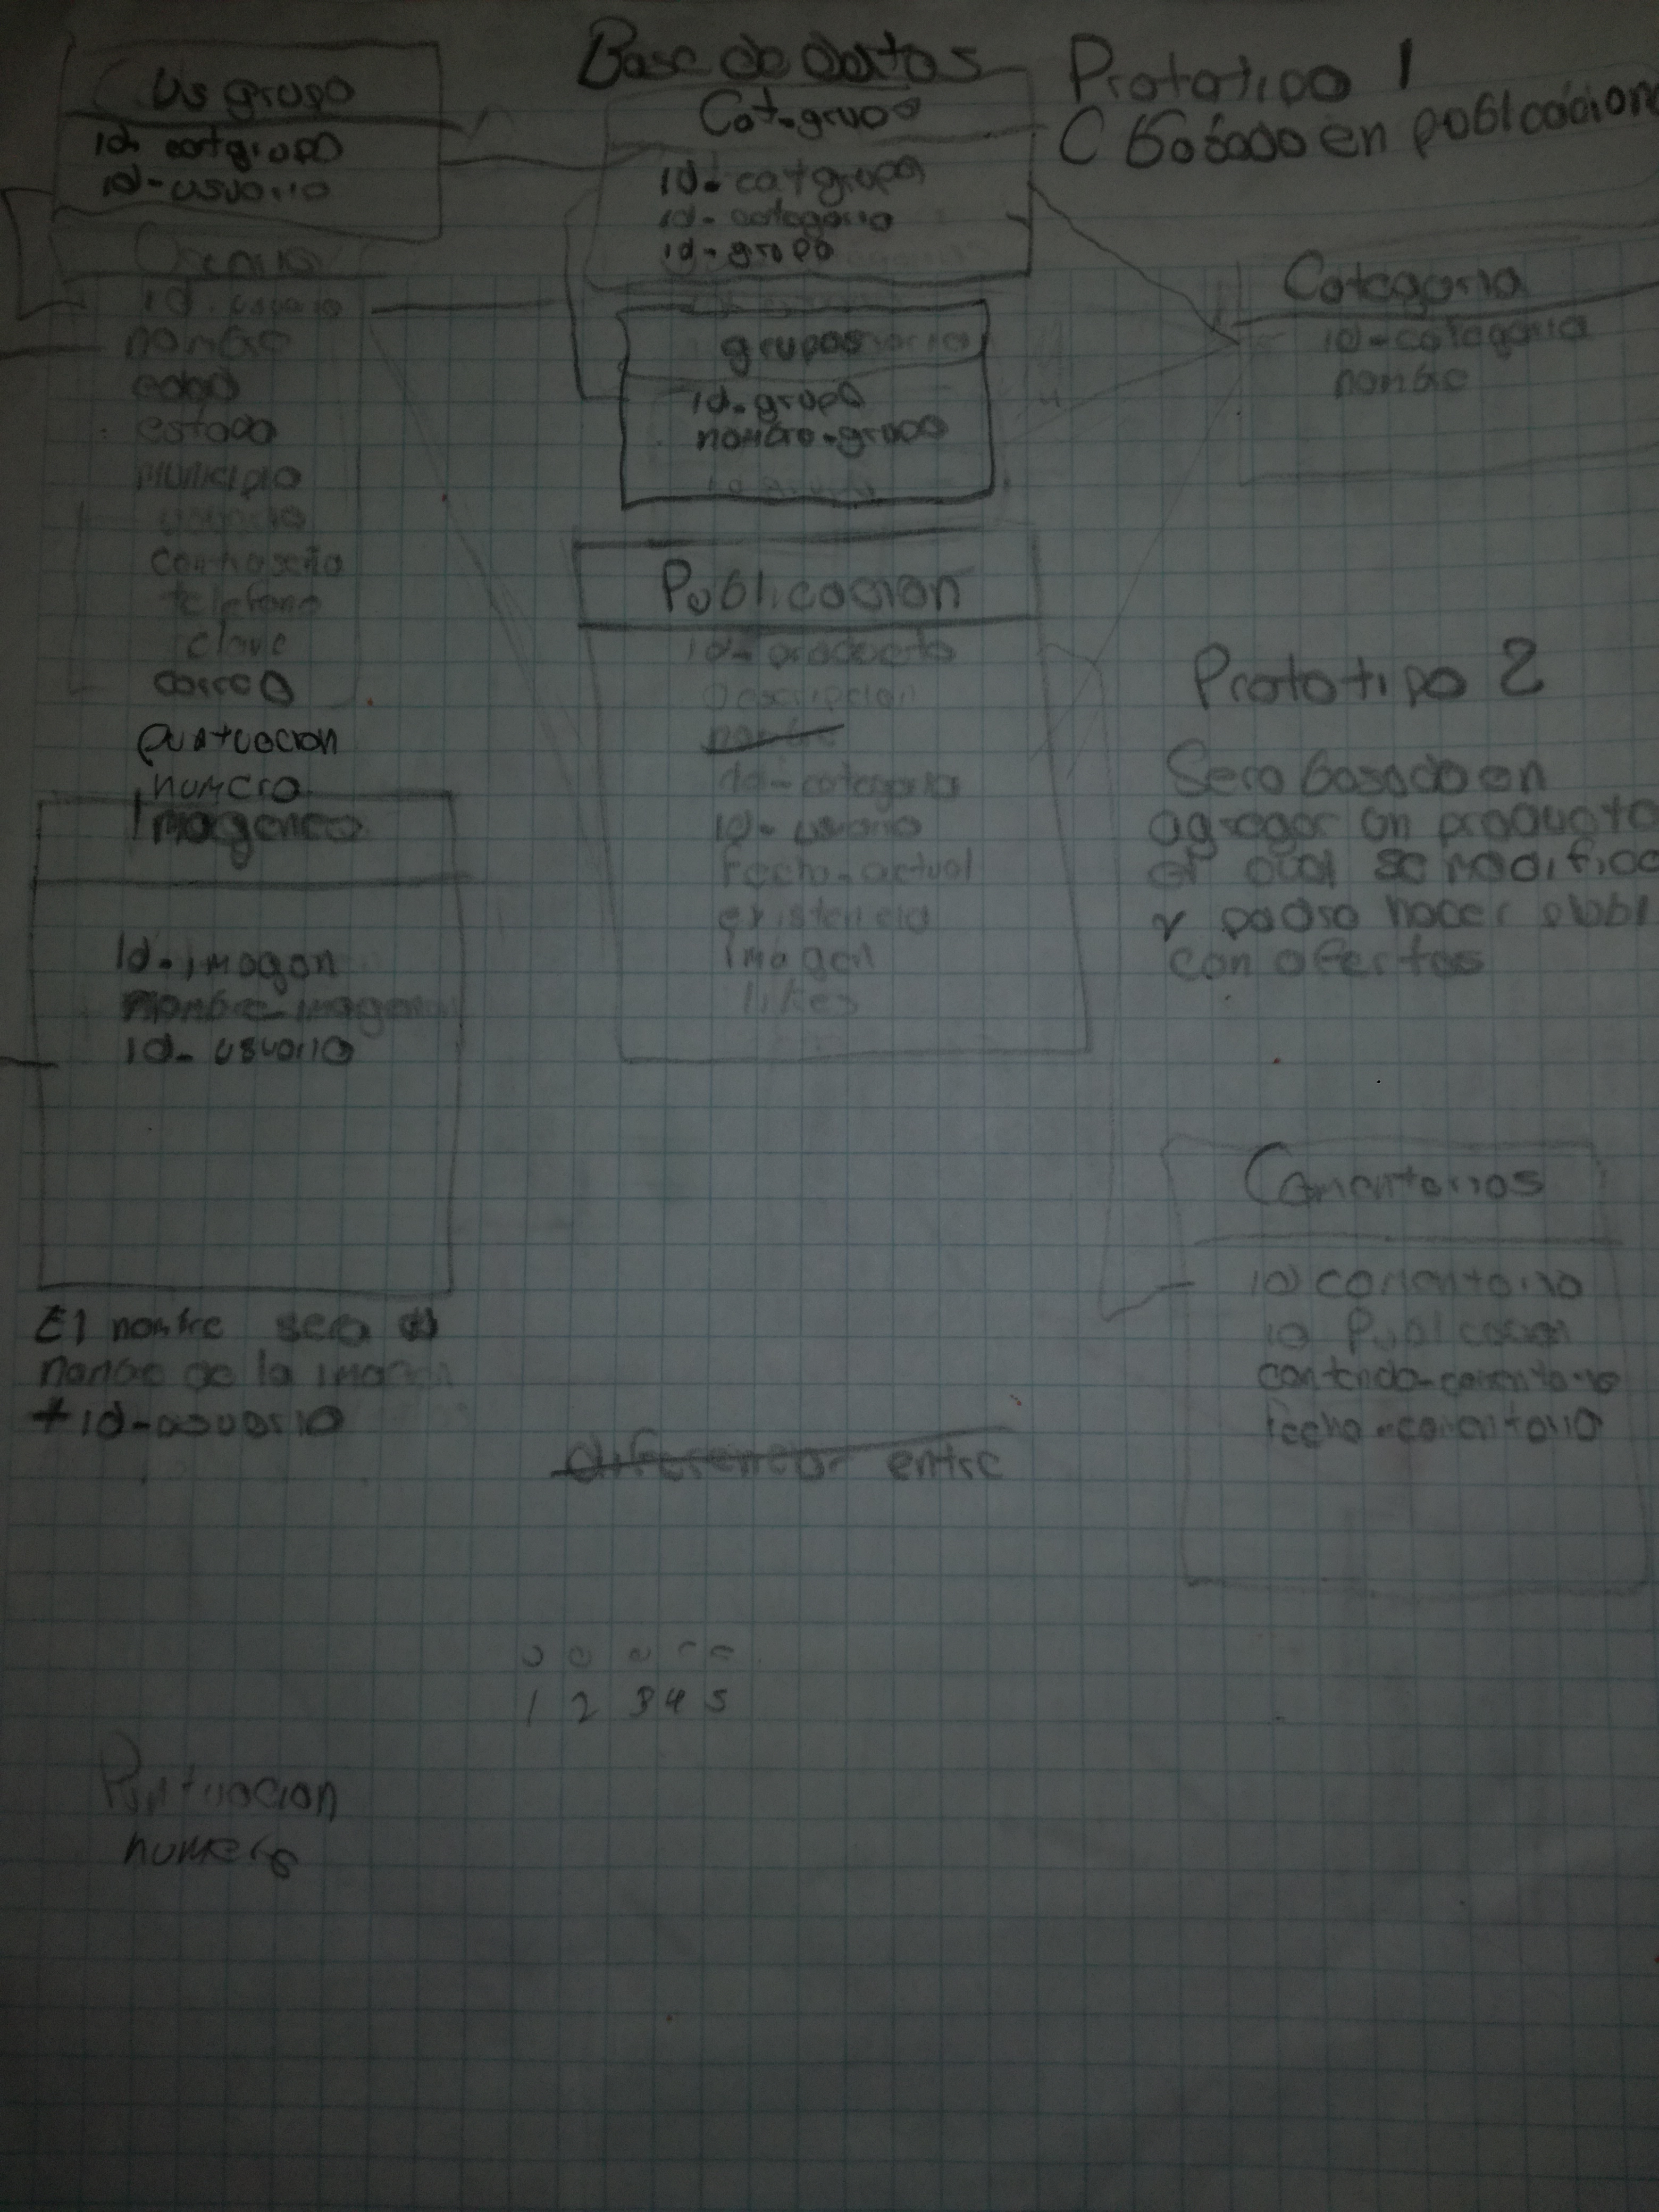 Base de datos
Prototipo 1
Basado en publicacion
Us grupo
id catgrupo
id-usuario
Cat-grupo
id-catgrupo
id-categoria
id-grupo
Categoria
id-categoria
nombre
Usuario
id-usuario
nombre
edad
estado
municipio
usuario
contraseña
telefono
clave
correo
puntuacion
numero
grupos
id-grupo
nombre-grupo
Publicacion
id-producto
Descripcion
nombre
id-categoria
id-usuario
Fecha-actual
existencia
imagen
likes
Prototipo 2
Sera basado en
agregar un producto
el cual se modifica
y podra hacer publ
con ofertas
Imagenes
Id-imagen
nombre-imagen
id-usuario
El nombre sera el
nombre de la imagen
+ id-usuario
Comentarios
id comentario
id Publicacion
contenido-comentario
fecha-comentario
diferencia entre
1 2 3 4 5
Puntuacion
numero